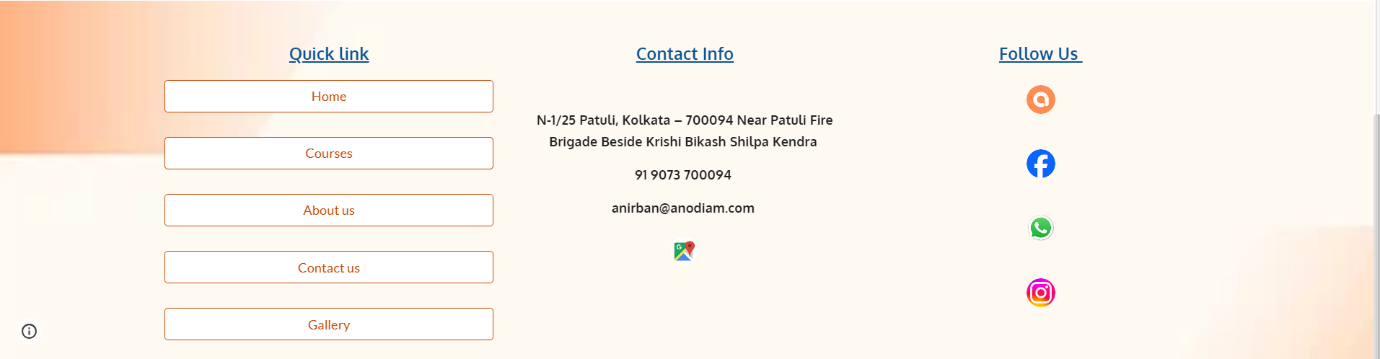 Quick link
Home
Courses
About us
Contact us
Gallery
Contact Info
N-1/25 Patuli, Kolkata – 700094 Near Patuli Fire
Brigade Beside Krishi Bikash Shilpa Kendra
91 9073 700094
anirban@anodiam.com
Follow Us